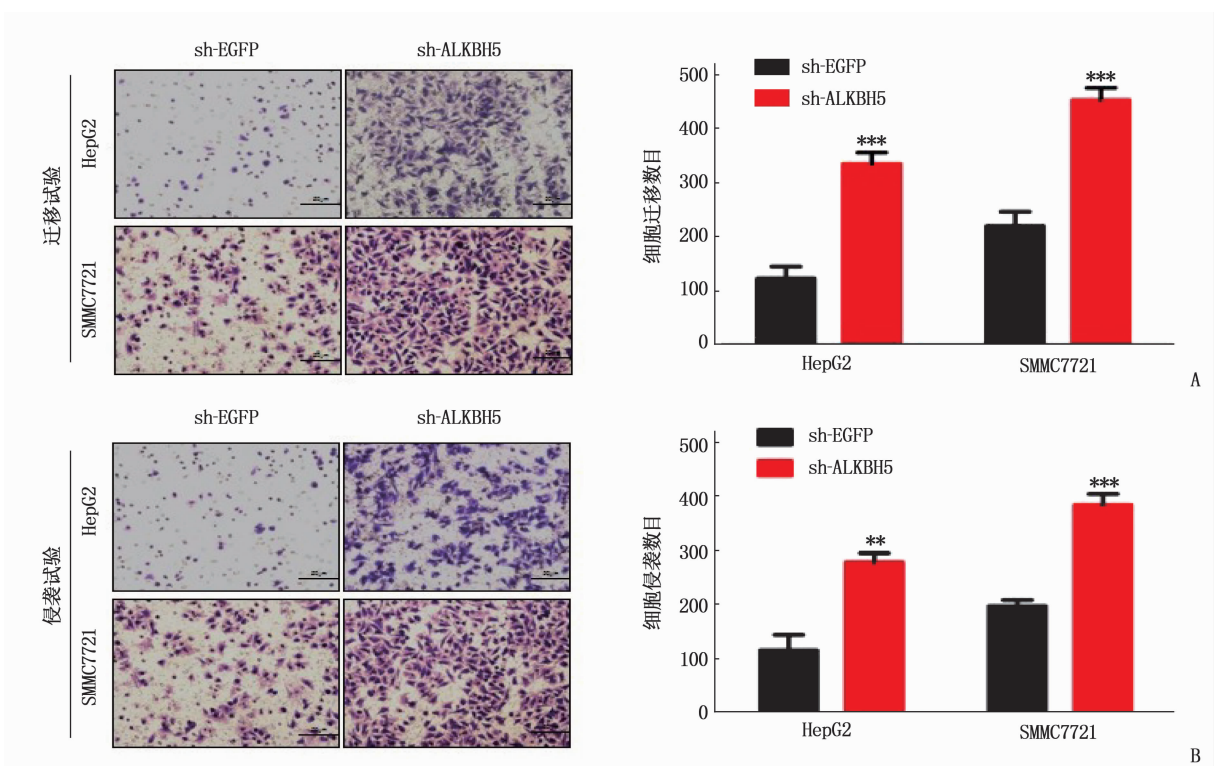 sh-EGFP
sh-ALKBH5
迁移试验
HepG2
SMMC7721
sh-EGFP
sh-ALKBH5
细胞迁移数目
500
400
300
200
100
0
***
***
HepG2
SMMC7721
A
sh-EGFP
sh-ALKBH5
侵袭试验
HepG2
SMMC7721
sh-EGFP
sh-ALKBH5
细胞侵袭数目
500
400
300
200
100
0
**
***
HepG2
SMMC7721
B